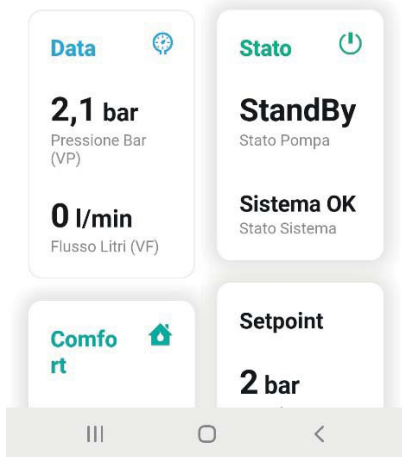 Data
2,1 bar
Pressione Bar
(VP)
0 l/min
Flusso Litri (VF)
Stato
StandBy
Stato Pompa
Sistema OK
Stato Sistema
Comfo
rt
Setpoint
2 bar